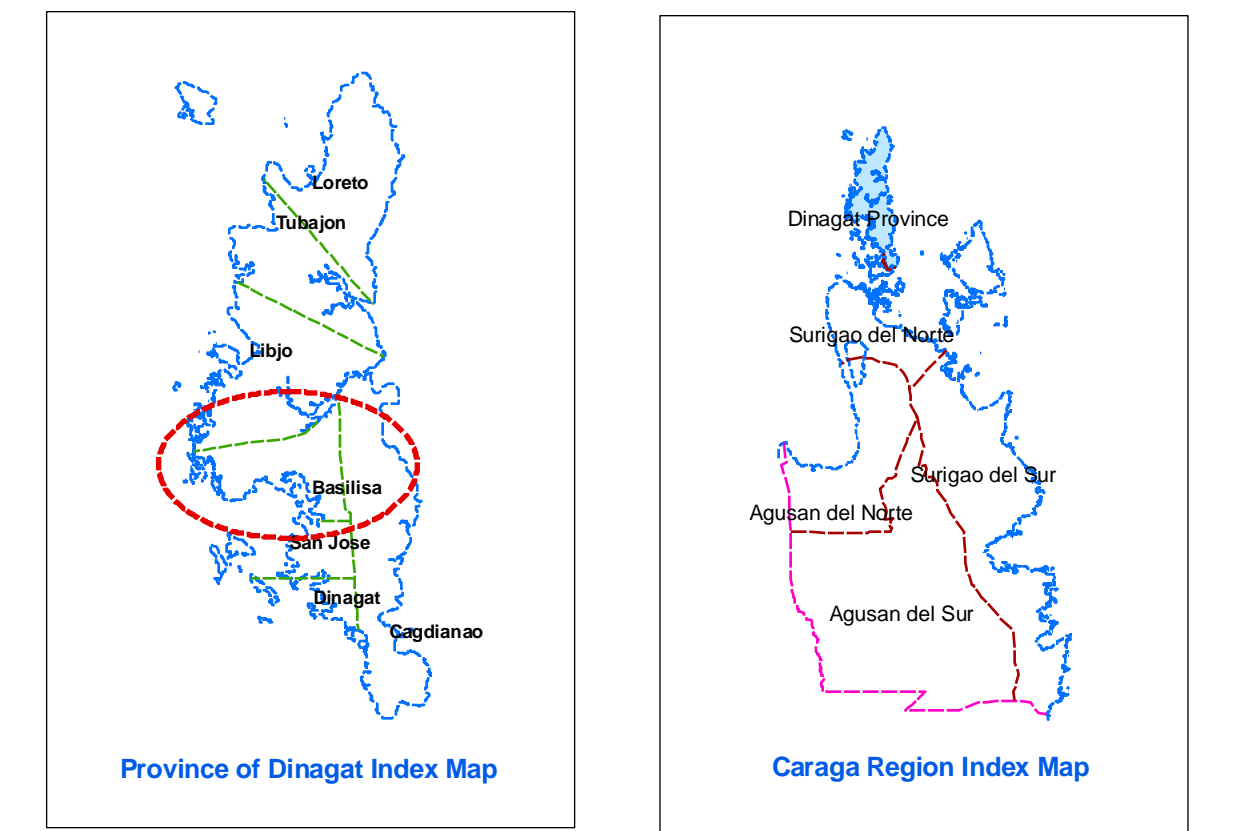 Loreto
Tubajon
Libjo
Basilisa
San Jose
Dinagat
Cagdianao
Province of Dinagat Index Map
Dinagat Province
Surigao del Norte
Surigao del Sur
Agusan del Norte
Agusan del Sur
Caraga Region Index Map